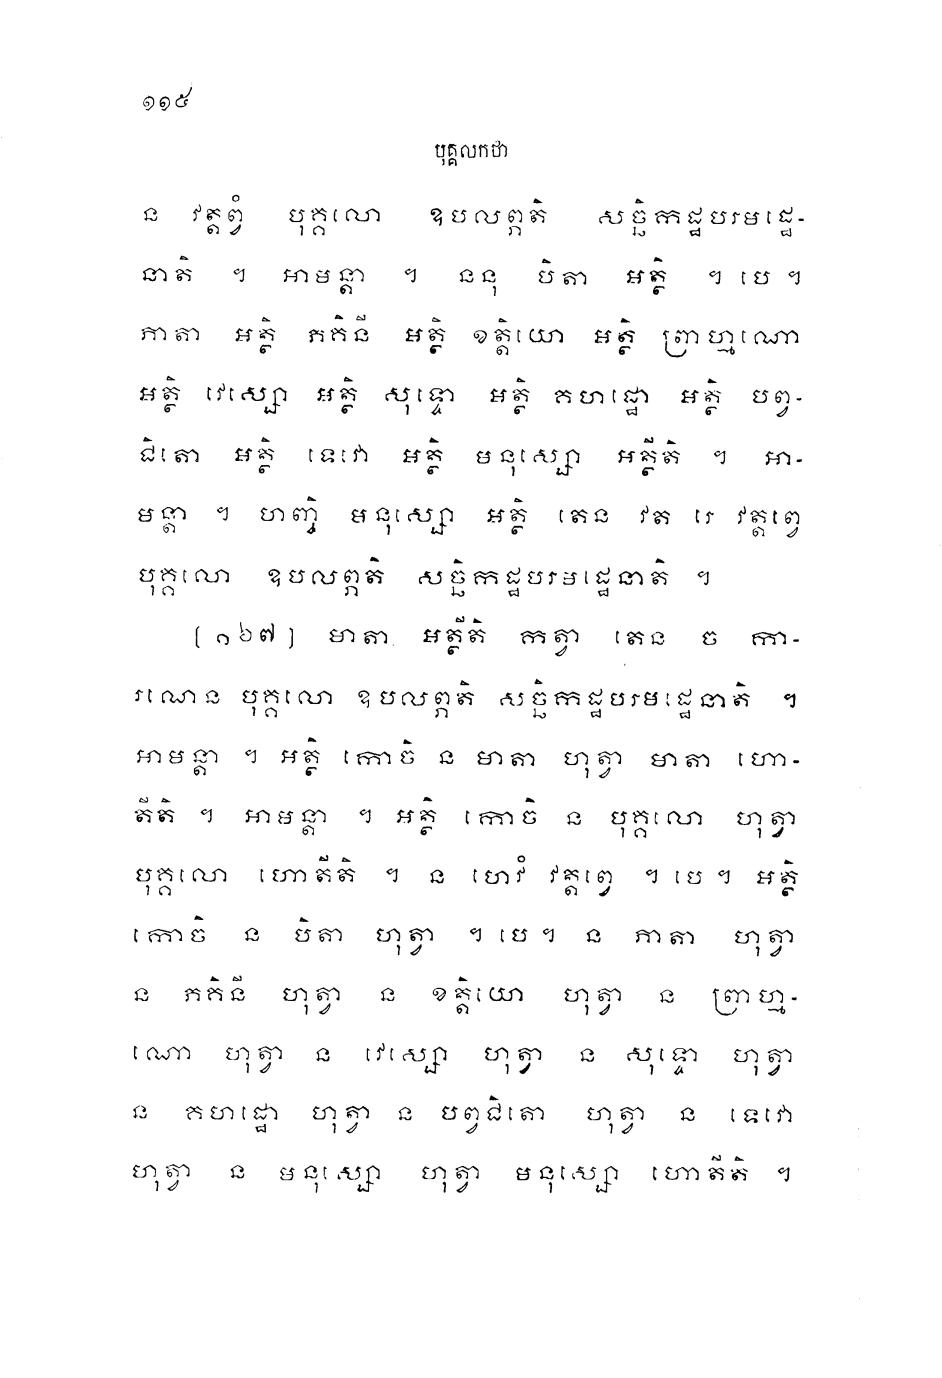 ១១៥
បុគ្គលកថា
ន វត្តព្វំ បុគ្គលោ ឧបលព្ភតិ សច្ឆិកដ្ឋបរមដ្ឋេ-
នាតិ ។ អាមន្តា ។ ននុ បិតា អត្ថិ ។ បេ ។
ភាតា អត្ថិ ភគិនី អត្ថិ ខត្តិយោ អត្ថិ ព្រាហ្មណោ
អត្ថិ វេស្សោ អត្ថិ សុទ្ទោ អត្ថិ គហដ្ឋោ អត្ថិ បព្វ-
ជិតោ អត្ថិ ទេវោ អត្ថិ មនុស្សោ អត្ថីតិ ។ អា-
មន្តា ។ ហញ្ចិ មនុស្សោ អត្ថិ តេន វត រេ វត្តព្វេ
បុគ្គលោ ឧបលព្ភតិ សច្ឆិកដ្ឋបរមដ្ឋេនាតិ ។
[១៦៧] មាតា អត្ថីតិ កត្វា តេន ច ការ-
រណេន បុគ្គលោ ឧបលព្ភតិ សច្ឆិកដ្ឋបរមដ្ឋេនាតិ ។
អាមន្តា ។ អត្ថិ កោចិ ន មាតា ហុត្វា មាតា ហោ-
តីតិ ។ អាមន្តា ។ អត្ថិ កោចិ ន បុគ្គលោ ហុត្វា
បុគ្គលោ ហោតីតិ ។ ន ហេវំ វត្តព្វេ ។ បេ ។ អត្ថិ
កោចិ ន បិតា ហុត្វា ។ បេ ។ ន ភាតា ហុត្វា
ន ភគិនី ហុត្វា ន ខត្តិយោ ហុត្វា ន ព្រាហ្ម-
ណោ ហុត្វា ន វេស្សោ ហុត្វា ន សុទ្ទោ ហុត្វា
ន គហដ្ឋោ ហុត្វា ន បព្វជិតោ ហុត្វា ន ទេវោ
ហុត្វា ន មនុស្សោ ហុត្វា មនុស្សោ ហោតីតិ ។